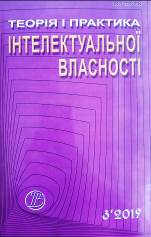 ТЕОРІЯ І ПРАКТИКА
ІНТЕЛЕКТУАЛЬНОЇ
ВЛАСНОСТІ
3'2019